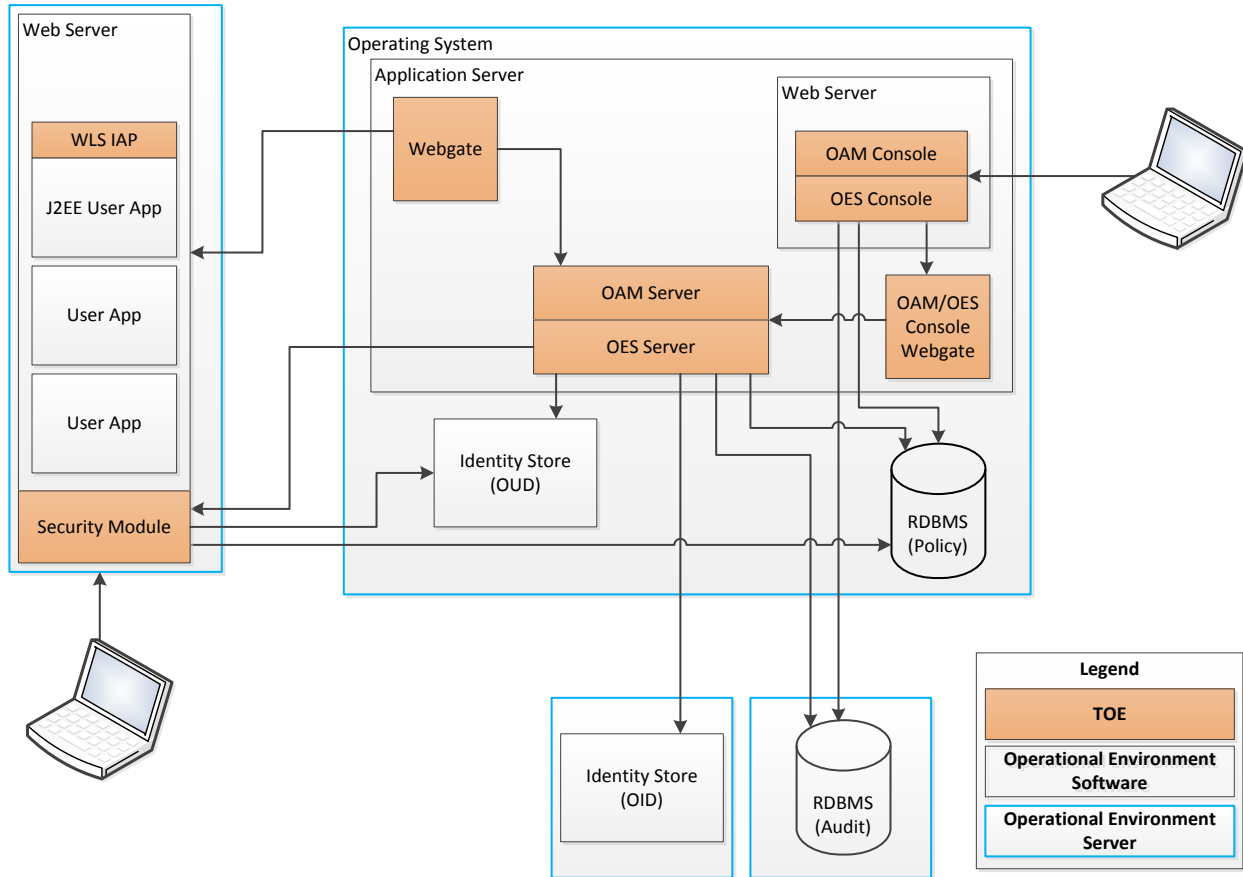 Web Server
WLS IAP
J2EE User App
User App
User App
Security Module
Operating System
Application Server
Webgate
Web Server
OAM Console
OES Console
OAM Server
OES Server
OAM/OES
Console
Webgate
Identity Store
(OUD)
RDBMS
(Policy)
Identity Store
(OID)
RDBMS
(Audit)
Legend
TOE
Operational Environment
Software
Operational Environment
Server